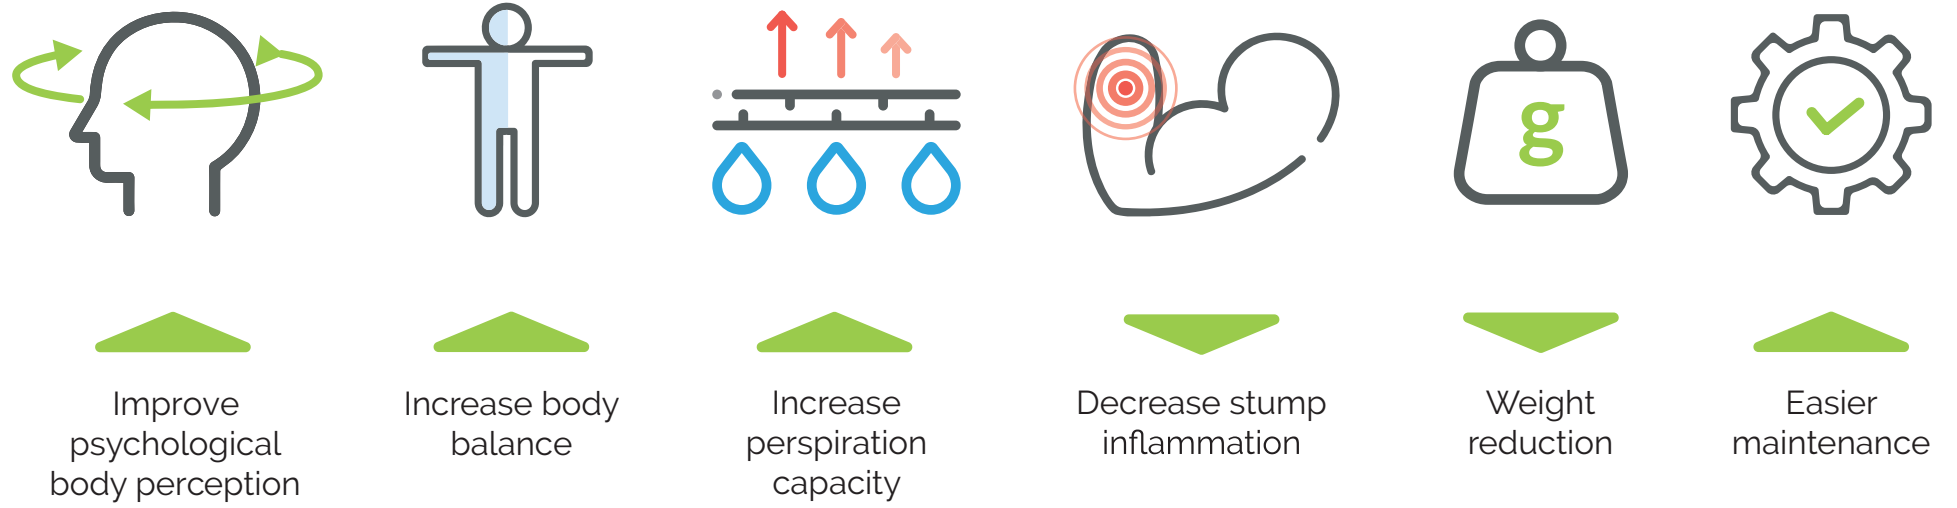 g
Improve
psychological
body perception
Increase body
balance
Increase
perspiration
capacity
Decrease stump
inflammation
Weight
reduction
Easier
maintenance